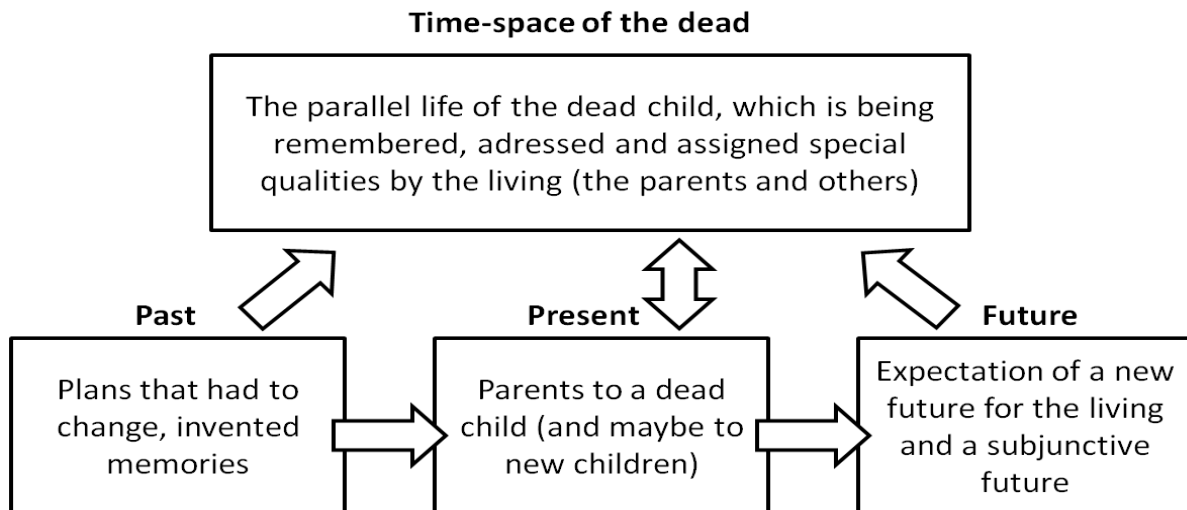 Time-space of the dead
The parallel life of the dead child, which is being
remembered, adressed and assigned special
qualities by the living (the parents and others)
Past
Plans that had to
change, invented
memories
Present
Parents to a dead
child (and maybe to
new children)
Future
Expectation of a new
future for the living
and a subjunctive
future